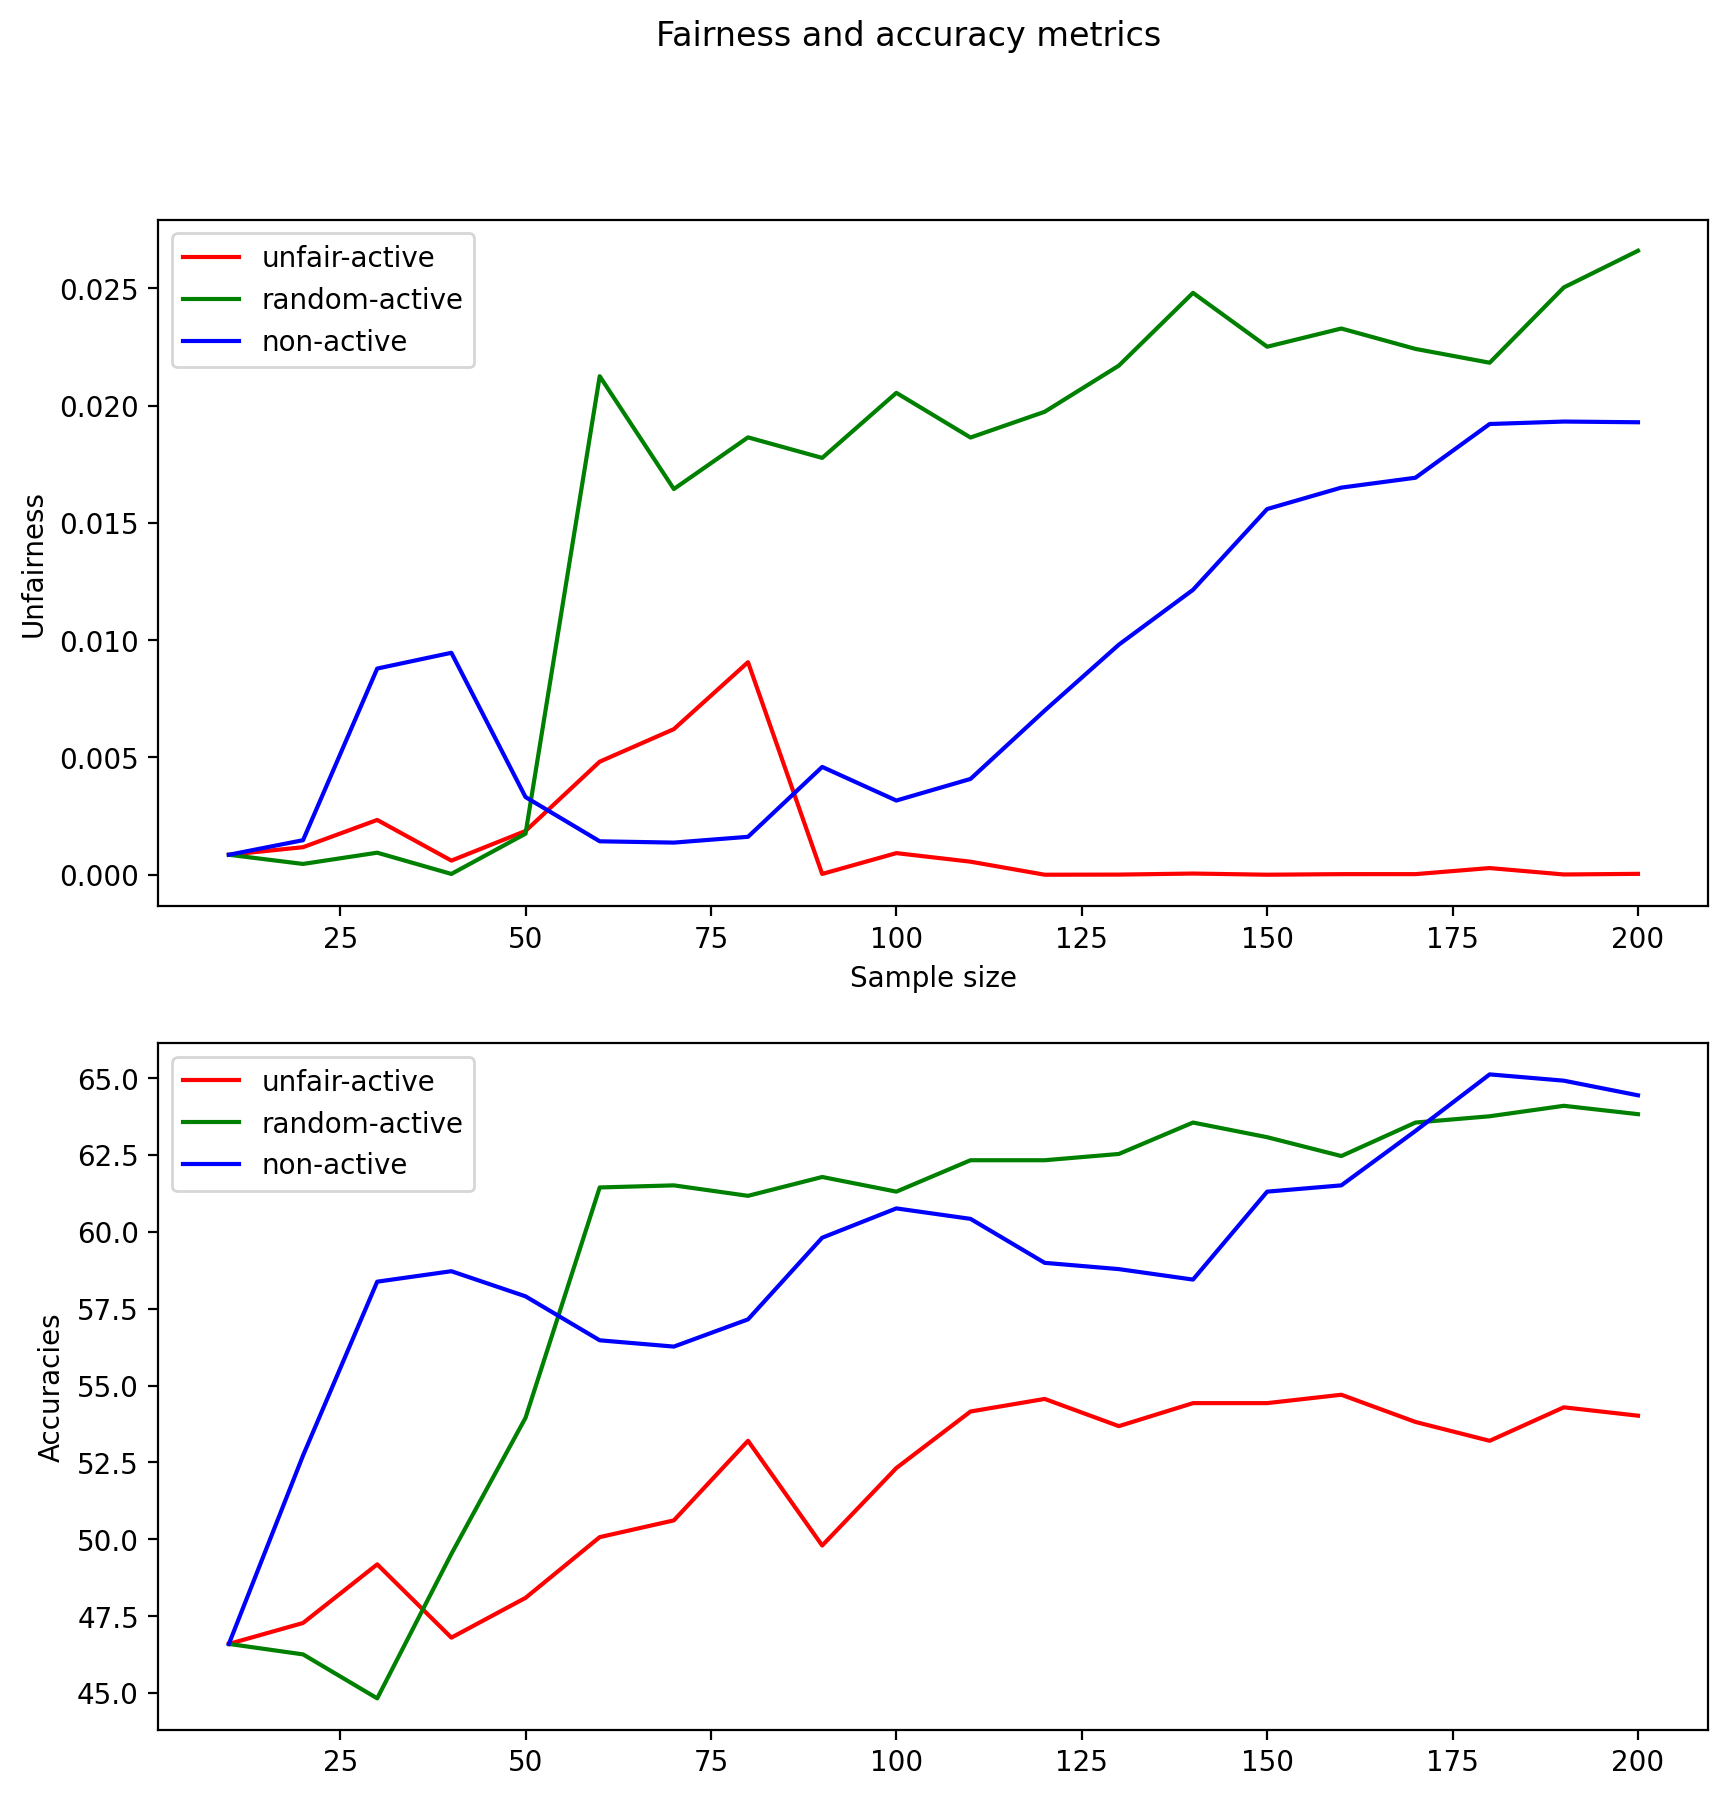 Fairness and accuracy metrics
unfair-active
random-active
non-active
0.025
0.020
0.015
0.010
0.005
0.000
Unfairness
25 50 75 100 125 150 175 200
Sample size
unfair-active
random-active
non-active
65.0
62.5
60.0
57.5
55.0
52.5
50.0
47.5
45.0
Accuracies
25 50 75 100 125 150 175 200